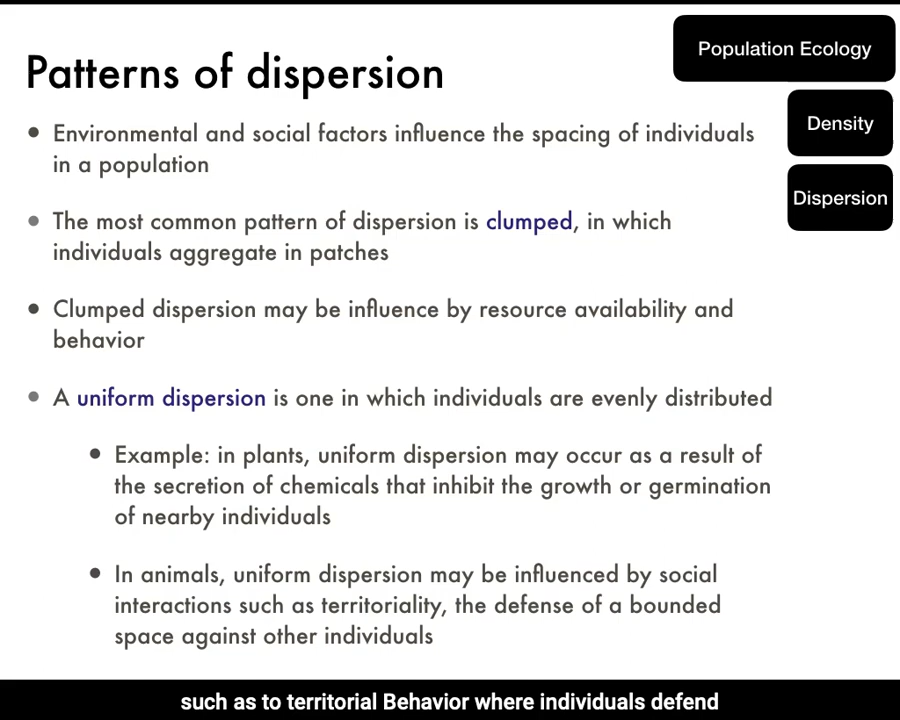 Population Ecology
Patterns of dispersion
Density
Dispersion
• Environmental and social factors influence the spacing of individuals
in a population
• The most common pattern of dispersion is clumped, in which
individuals aggregate in patches
• Clumped dispersion may be influence by resource availability and
behavior
• A uniform dispersion is one in which individuals are evenly distributed
• Example: in plants, uniform dispersion may occur as a result of
the secretion of chemicals that inhibit the growth or germination
of nearby individuals
• In animals, uniform dispersion may be influenced by social
interactions such as territoriality, the defense of a bounded
space against other individuals
such as to territorial Behavior where individuals defend